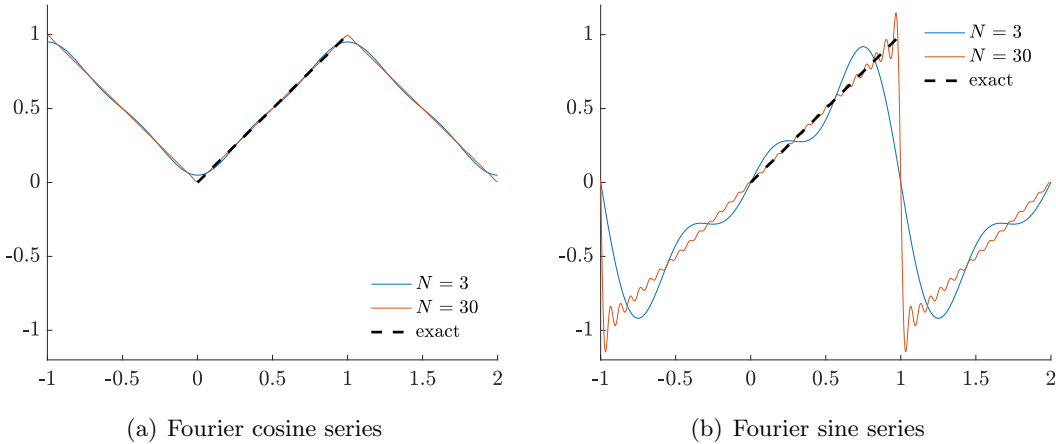 1
0.5
0
-0.5
-1
-1 -0.5 0 0.5 1 1.5 2
N = 3
N = 30
exact
(a) Fourier cosine series
1
0.5
0
-0.5
-1
-1 -0.5 0 0.5 1 1.5 2
N = 3
N = 30
exact
(b) Fourier sine series